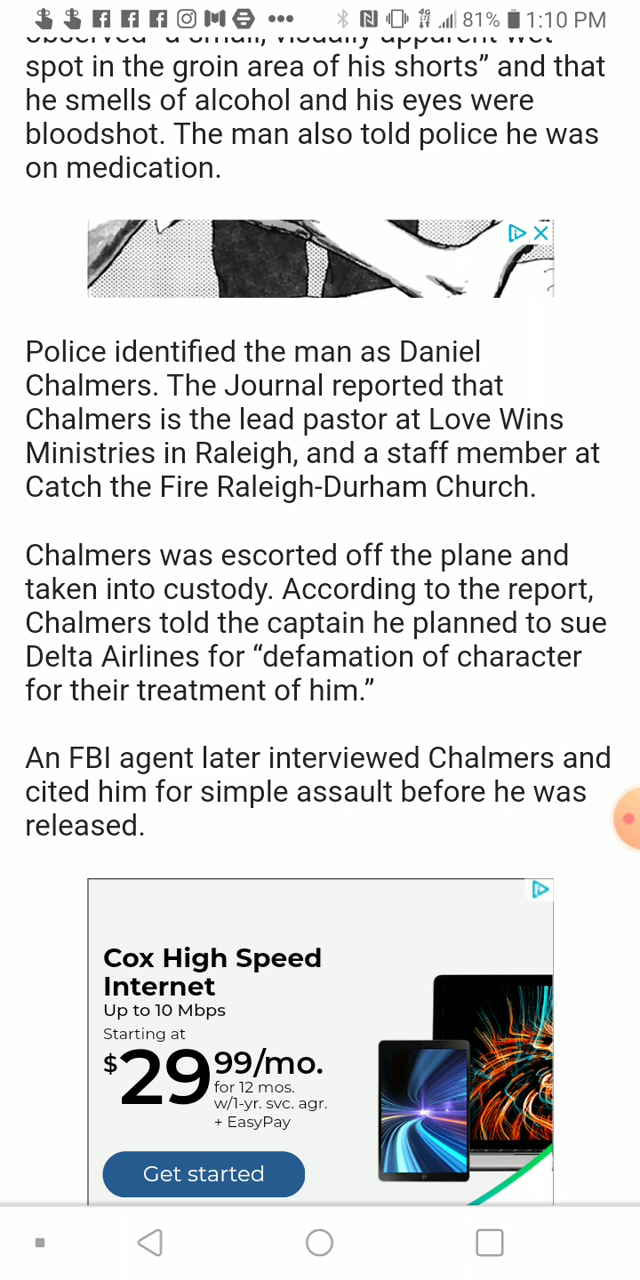 81% 1:10 PM
observed "a small, visually apparent wet
spot in the groin area of his shorts” and that
he smells of alcohol and his eyes were
bloodshot. The man also told police he was
on medication.
Police identified the man as Daniel
Chalmers. The Journal reported that
Chalmers is the lead pastor at Love Wins
Ministries in Raleigh, and a staff member at
Catch the Fire Raleigh-Durham Church.
Chalmers was escorted off the plane and
taken into custody. According to the report,
Chalmers told the captain he planned to sue
Delta Airlines for “defamation of character
for their treatment of him.”
An FBI agent later interviewed Chalmers and
cited him for simple assault before he was
released.
Cox High Speed
Internet
Up to 10 Mbps
Starting at
$29 99/mo.
for 12 mos.
w/1-yr. svc. agr.
+ EasyPay
Get started